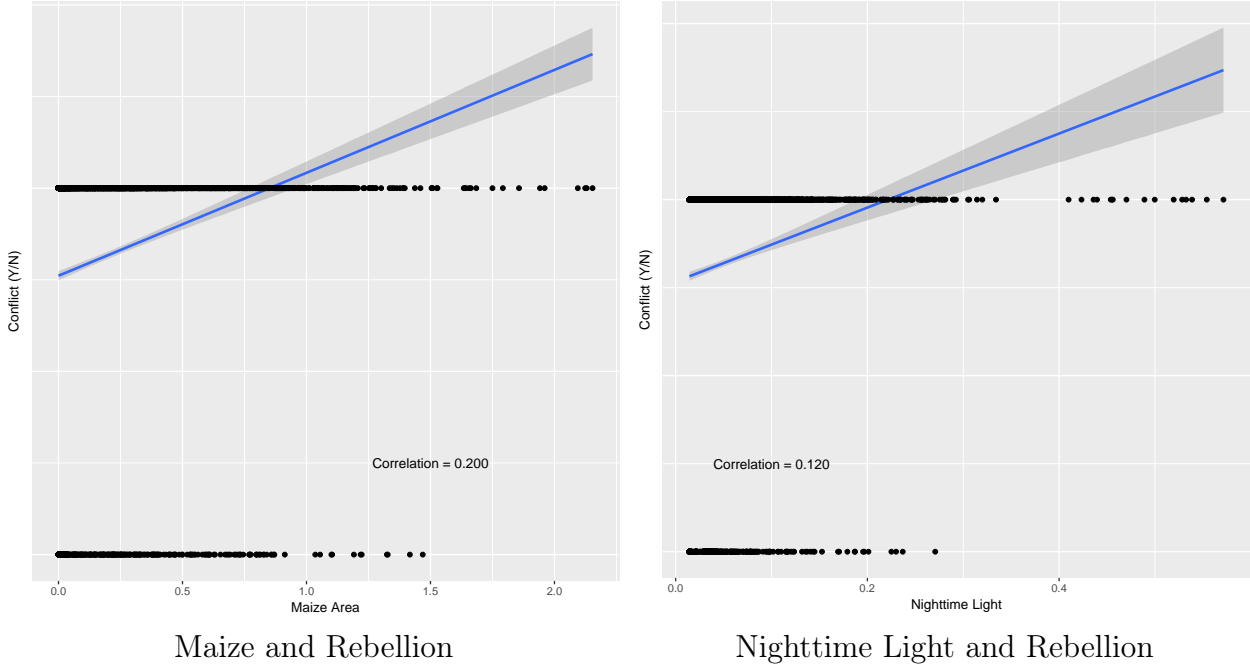 Conflict (Y/N)
Correlation = 0.200
0.0 0.5 1.0 1.5 2.0
Maize Area
Maize and Rebellion
Conflict (Y/N)
Correlation = 0.120
0.0 0.2 0.4
Nighttime Light
Nighttime Light and Rebellion